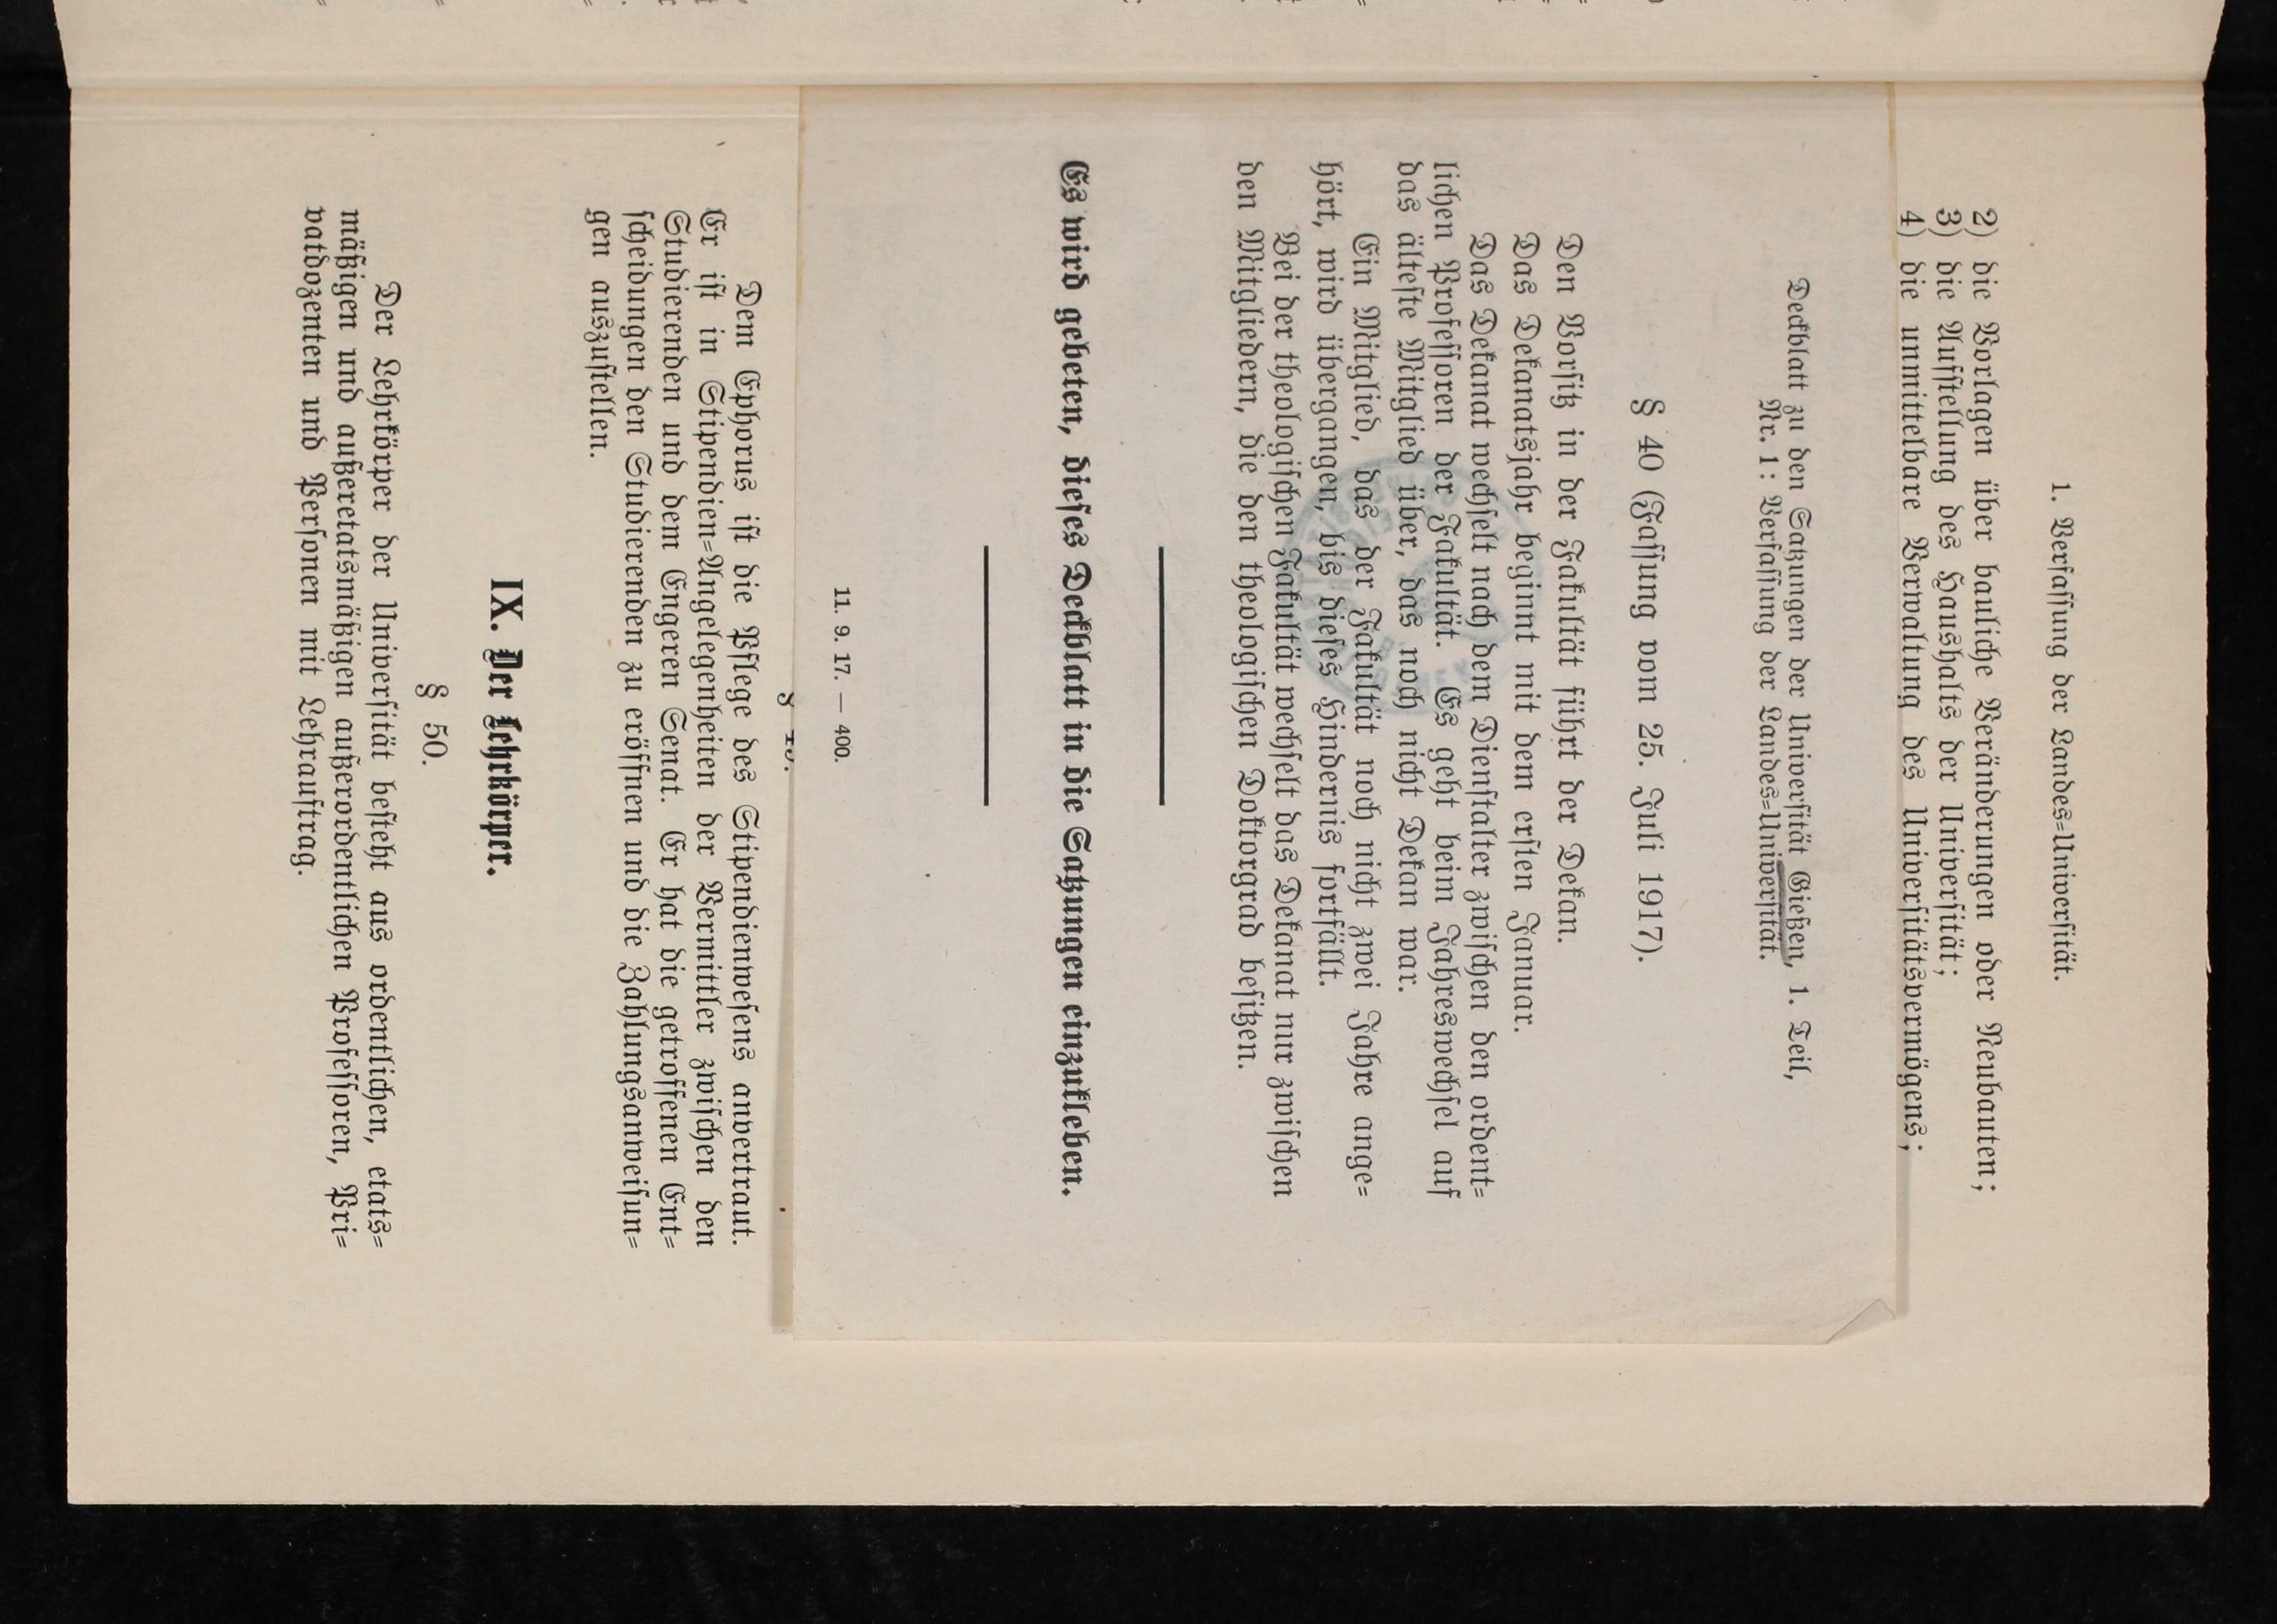 1. Verfassung der Landes=Universität.
2) die Vorlagen über bauliche Veränderungen oder Neubauten;
3) die Aufstellung des Haushalts der Universität;
4) die unmittelbare Verwaltung des Universitätsvermögens;
Deckblatt zu den Satzungen der Universität Gießen, 1. Teil,
Nr. 1: Verfassung der Landes=Universität.
§ 40 (Fassung vom 25. Juli 1917).
Den Vorsitz in der Fakultät führt der Dekan.
Das Dekanatsjahr beginnt mit dem ersten Januar.
Das Dekanat wechselt nach dem Dienstalter zwischen den ordent=
lichen Professoren der Fakultät. Es geht beim Jahreswechsel auf
das älteste Mitglied über, das noch nicht Dekan war.
Ein Mitglied, das der Fakultät noch nicht zwei Jahre ange=
hört, wird übergangen, bis dieses Hindernis fortfällt.
Bei der theologischen Fakultät wechselt das Dekanat nur zwischen
den Mitgliedern, die den theologischen Doktorgrad besitzen.
Es wird gebeten, dieses Deckblatt in die Satzungen einzukleben.
11. 9. 17. — 400.
Dem Ephorus ist die Pflege des Stipendienwesens anvertraut.
Er ist in Stipendien=Angelegenheiten der Vermittler zwischen den
Studierenden und dem Engeren Senat. Er hat die getroffenen Ent=
scheidungen den Studierenden zu eröffnen und die Zahlungsanweisun=
gen auszustellen.
IX. Der Lehrkörper.
§ 50.
Der Lehrkörper der Universität besteht aus ordentlichen, etats=
mäßigen und außeretatsmäßigen außerordentlichen Professoren, Pri=
vatdozenten und Personen mit Lehrauftrag.